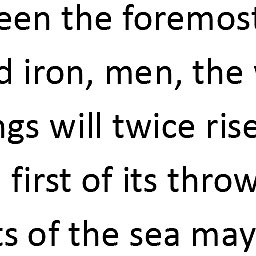 een the foremost
d iron, men, the
ngs will twice rise
first of its throw
ts of the sea may